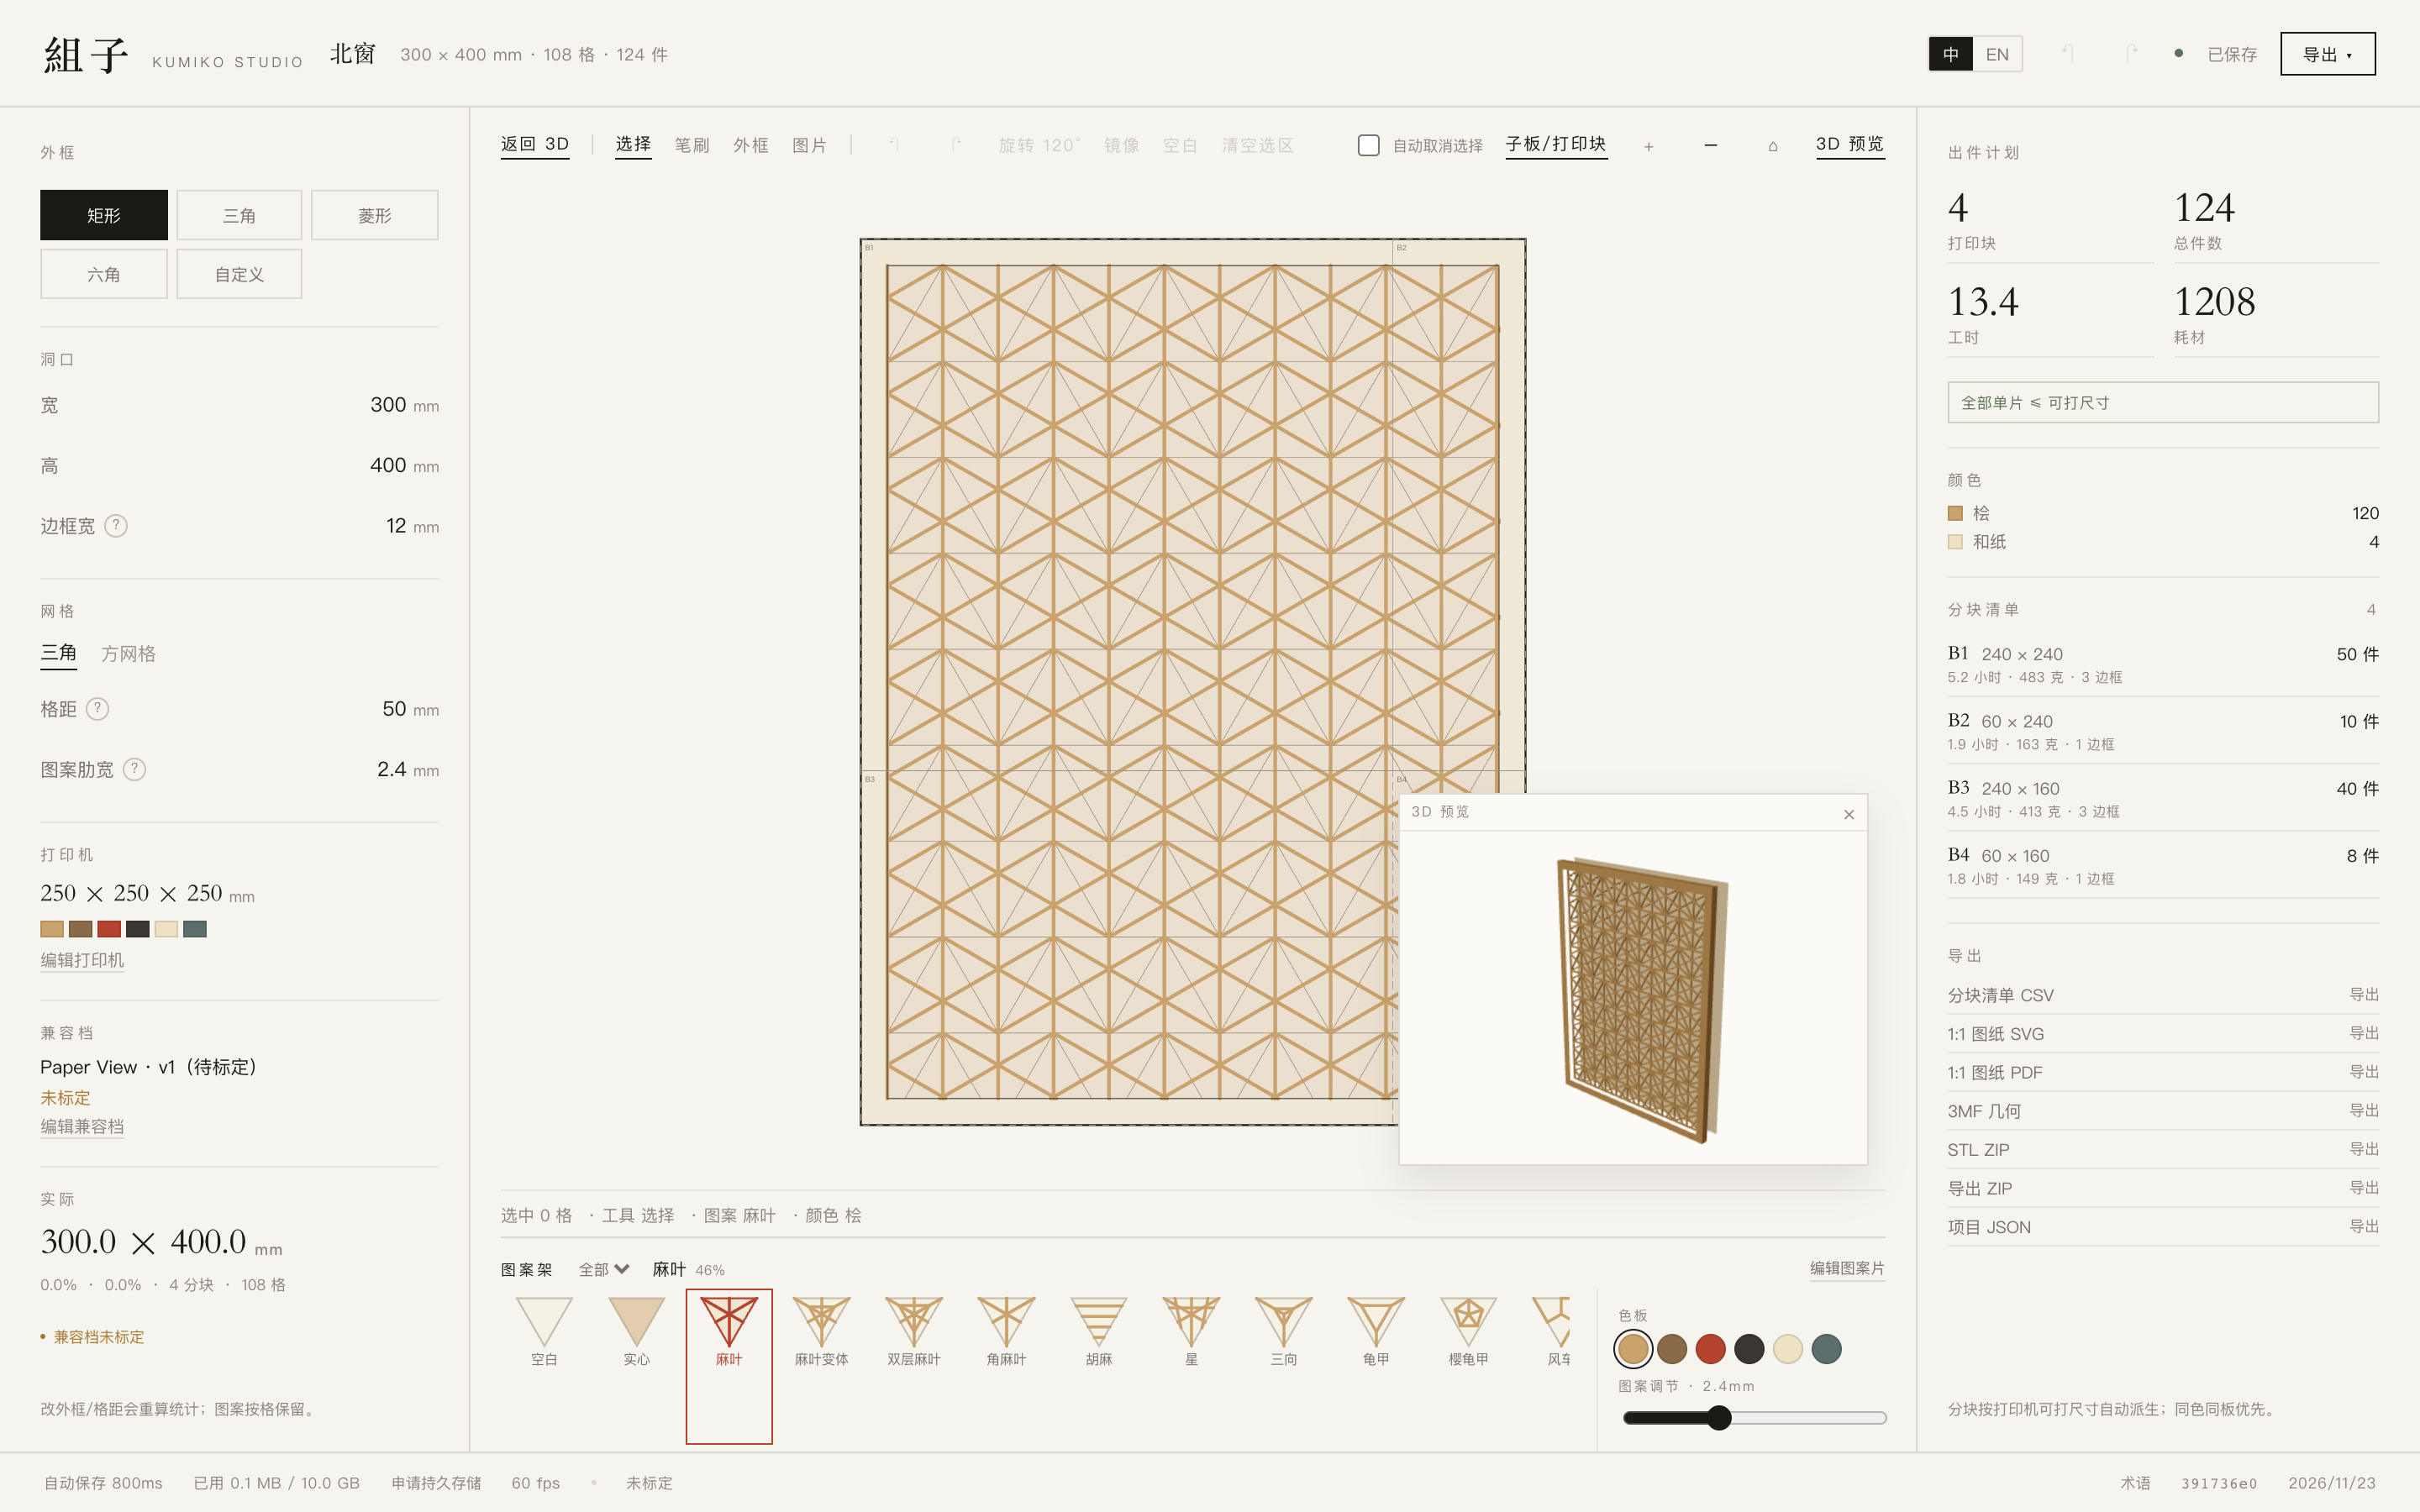 組子 KUMIKO STUDIO 北窗 300 × 400 mm · 108 格 · 124 件
中 EN 已保存 导出 ▾
外框
矩形 三角 菱形
六角 自定义
洞口
宽 300 mm
高 400 mm
边框宽 ? 12 mm
网格
三角 方网格
格距 ? 50 mm
图案肋宽 ? 2.4 mm
打印机
250 × 250 × 250 mm
编辑打印机
兼容档
Paper View · v1（待标定）
未标定
编辑兼容档
实际
300.0 × 400.0 mm
0.0% · 0.0% · 4 分块 · 108 格
• 兼容档未标定
改外框/格距会重算统计；图案按格保留。
返回 3D 选择 笔刷 外框 图片 旋转 120° 镜像 空白 清空选区 自动取消选择 子板/打印块 + − ⌂ 3D 预览
B1 B2
B3 B4
3D 预览 ×
选中 0 格 · 工具 选择 · 图案 麻叶 · 颜色 桧
图案架 全部 麻叶 46% 编辑图案片
空白 实心 麻叶 麻叶变体 双层麻叶 角麻叶 胡麻 星 三向 龟甲 樱龟甲 风车
色板
图案调节 · 2.4mm
出件计划
4 124
打印块 总件数
13.4 1208
工时 耗材
全部单片 ≤ 可打尺寸
颜色
桧 120
和纸 4
分块清单 4
B1 240 × 240 50 件
5.2 小时 · 483 克 · 3 边框
B2 60 × 240 10 件
1.9 小时 · 163 克 · 1 边框
B3 240 × 160 40 件
4.5 小时 · 413 克 · 3 边框
B4 60 × 160 8 件
1.8 小时 · 149 克 · 1 边框
导出
分块清单 CSV 导出
1:1 图纸 SVG 导出
1:1 图纸 PDF 导出
3MF 几何 导出
STL ZIP 导出
导出 ZIP 导出
项目 JSON 导出
分块按打印机可打尺寸自动派生；同色同板优先。
自动保存 800ms 已用 0.1 MB / 10.0 GB 申请持久存储 60 fps • 未标定
术语 391736e0 2026/11/23